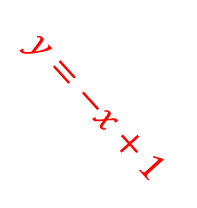 y = −x + 1